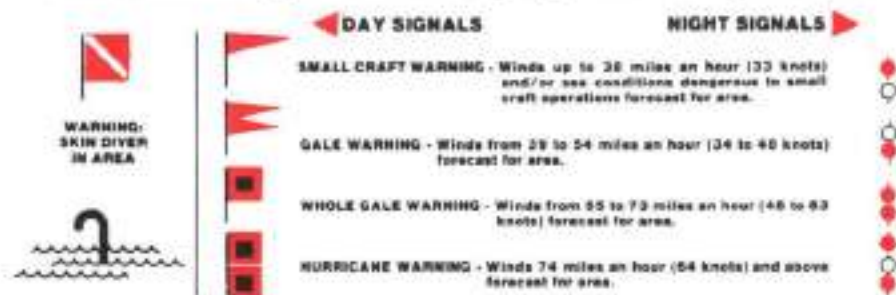 DAY SIGNALS
NIGHT SIGNALS
SMALL CRAFT WARNING - Winds up to 38 miles an hour (33 knots)
and/or sea conditions dangerous to small
craft operations forecast for area.
WARNING:
SKIN DIVER
IN AREA
GALE WARNING - Winds from 39 to 54 miles an hour (34 to 48 knots)
forecast for area.
WHOLE GALE WARNING - Winds from 55 to 73 miles an hour (48 to 63
knots) forecast for area.
HURRICANE WARNING - Winds 74 miles an hour (64 knots) and above
forecast for area.